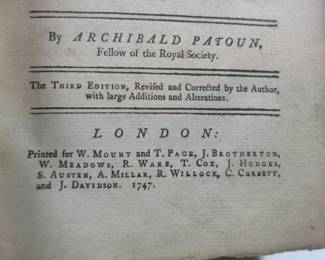 By ARCHIBALD PATOUN,
Fellow of the Royal Society.
The THIRD EDITION, Reviſed and Corrected by the Author,
with large Additions and Alterations.
LONDON:
Printed for W. MOUNT and T. PAGE, J. BROTHERTON,
W. MEADOWS, R. WARE, T. COX, J. HODGES,
S. AUSTEN, A. MILLAR, R. WILLOCK, C. CORBETT,
and J. DAVIDSON. 1747.